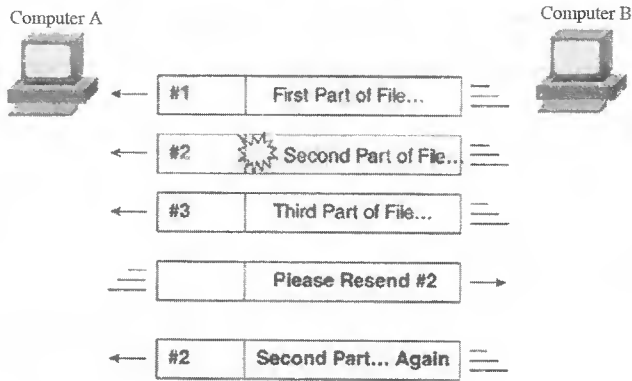 Computer A
Computer B
#1 First Part of File...
#2 Second Part of File...
#3 Third Part of File...
Please Resend #2
#2 Second Part... Again